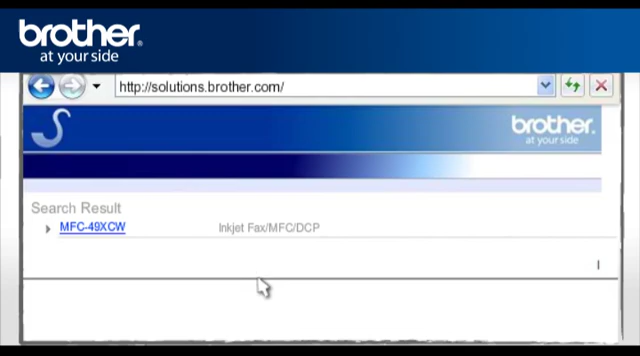 brother®
at your side
http://solutions.brother.com/
brother.
at your side
Search Result
MFC-49XCW Inkjet Fax/MFC/DCP